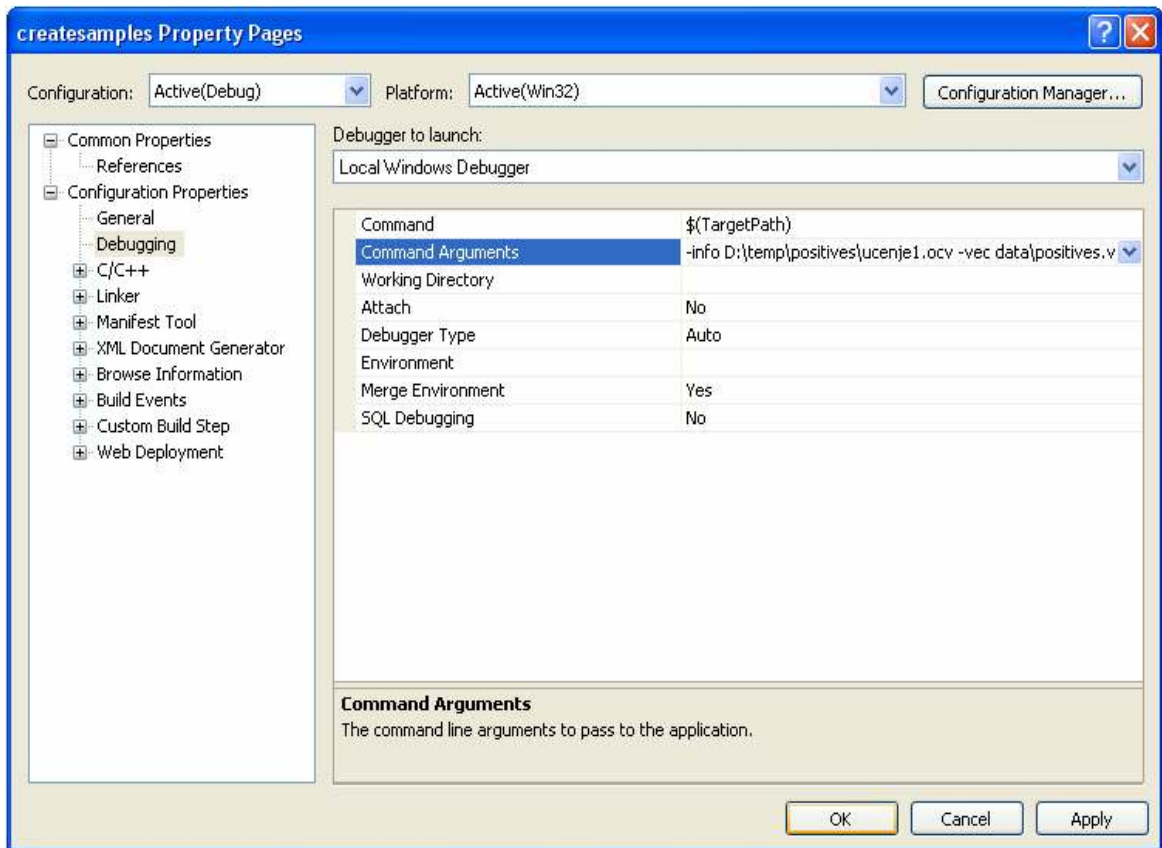 createsamples Property Pages
Configuration: Active(Debug) Platform: Active(Win32) Configuration Manager...
Common Properties
References
Configuration Properties
General
Debugging
C/C++
Linker
Manifest Tool
XML Document Generator
Browse Information
Build Events
Custom Build Step
Web Deployment
Debugger to launch:
Local Windows Debugger
Command $(TargetPath)
Command Arguments -info D:\temp\positives\ucenje1.ocv -vec data\positives.v
Working Directory
Attach No
Debugger Type Auto
Environment
Merge Environment Yes
SQL Debugging No
Command Arguments
The command line arguments to pass to the application.
OK Cancel Apply